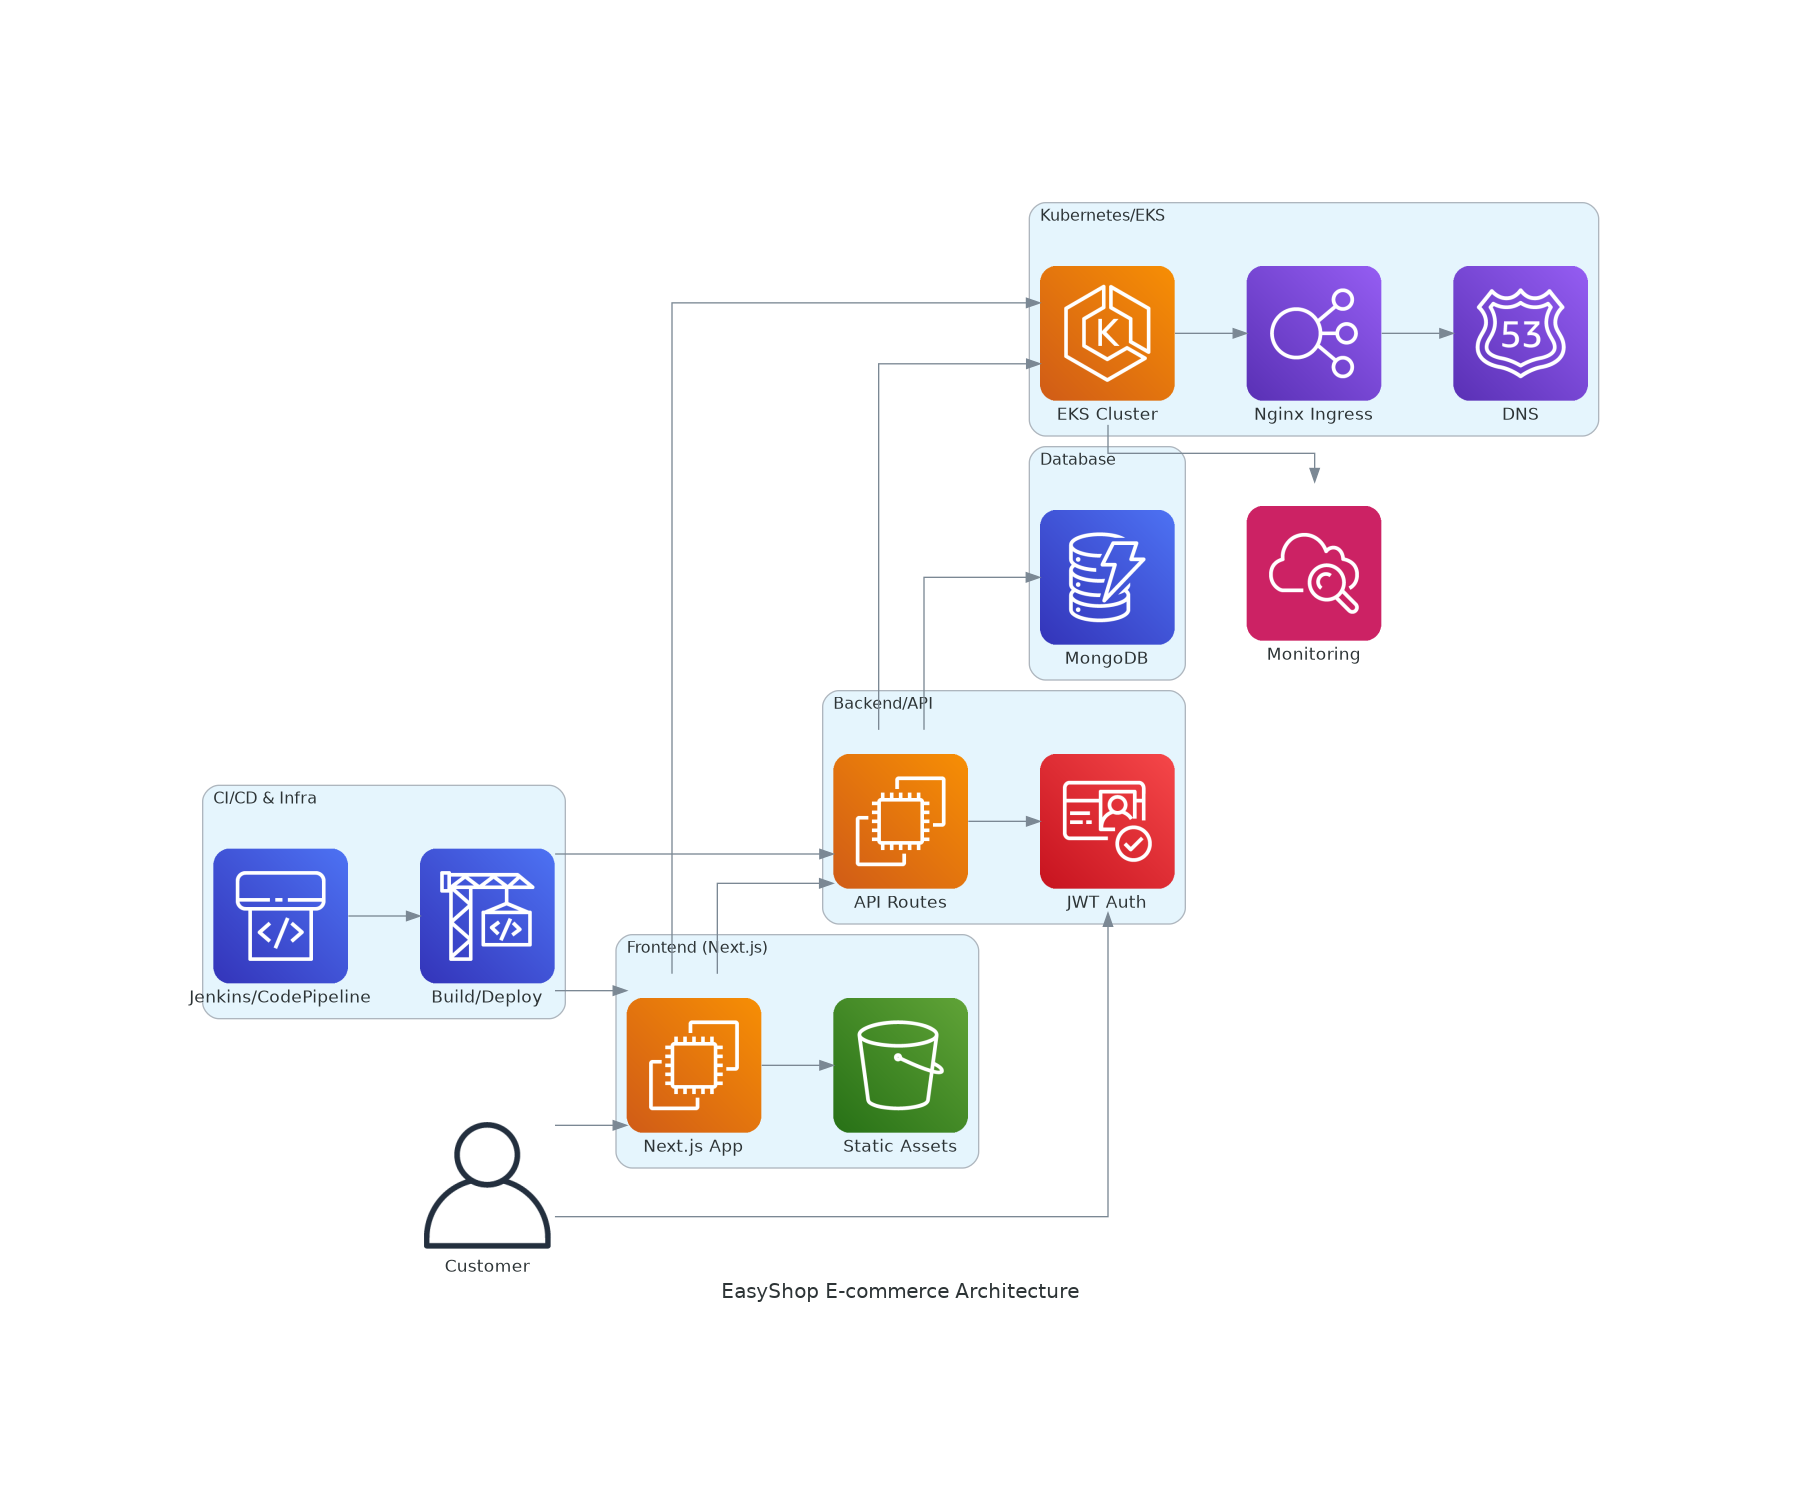 Kubernetes/EKS
K
53
EKS Cluster
Nginx Ingress
DNS
Database
MongoDB
Monitoring
Backend/API
API Routes
JWT Auth
CI/CD & Infra
</>
</>
Jenkins/CodePipeline
Build/Deploy
Frontend (Next.js)
Next.js App
Static Assets
Customer
EasyShop E-commerce Architecture